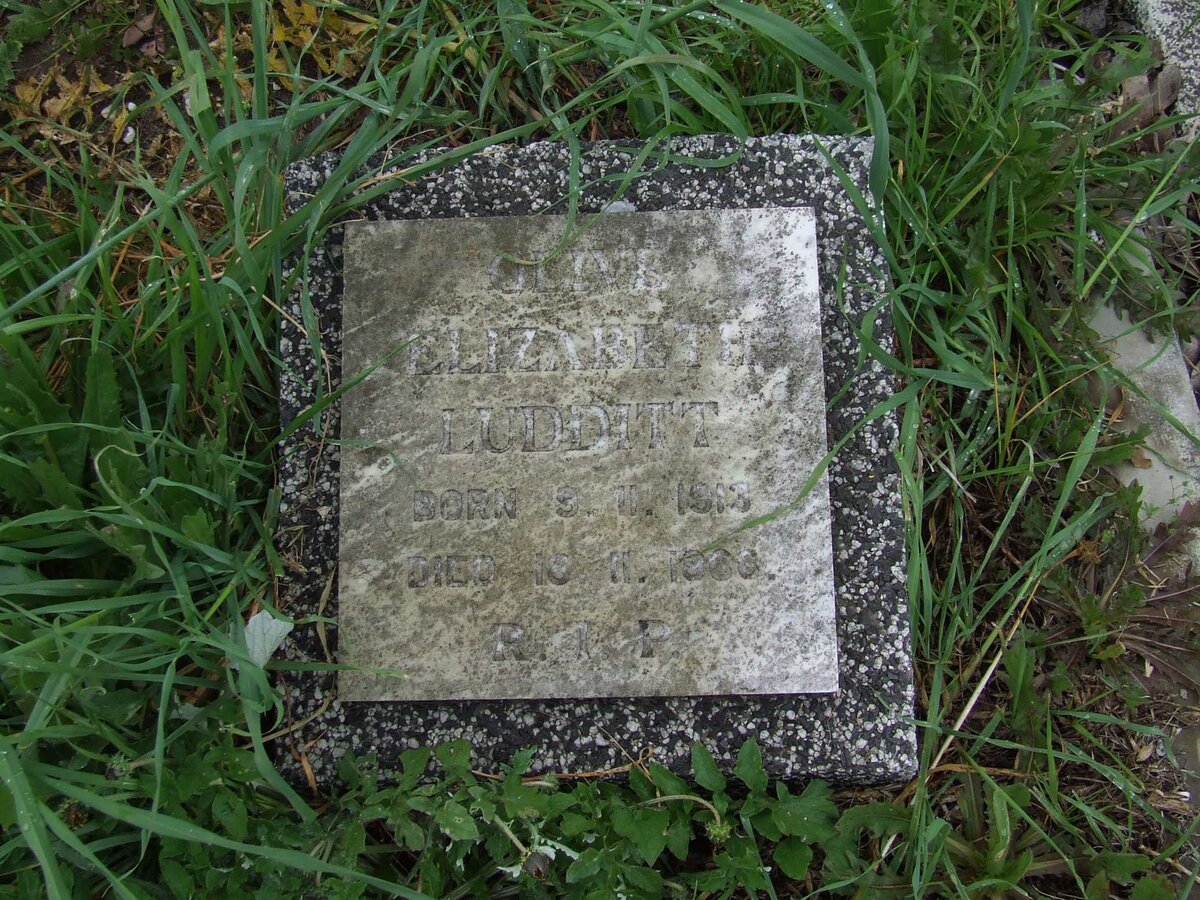 OLIVE
ELIZABETH
LUDDITT
BORN 9. 11. 1913
DIED 19 11. 1966
R. I. P.